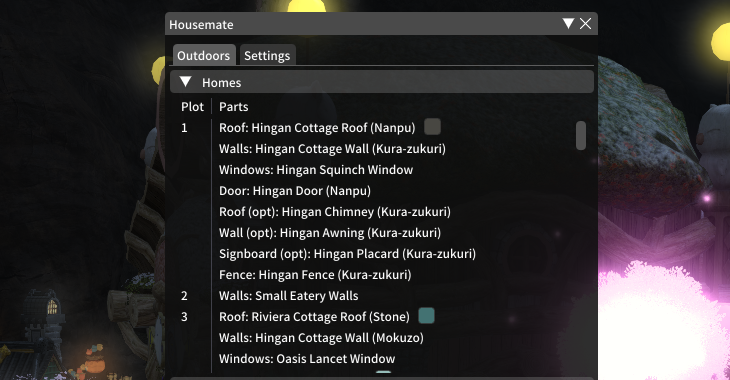 Housemate
Outdoors Settings
Homes
Plot Parts
1 Roof: Hingan Cottage Roof (Nanpu)
Walls: Hingan Cottage Wall (Kura-zukuri)
Windows: Hingan Squinch Window
Door: Hingan Door (Nanpu)
Roof (opt): Hingan Chimney (Kura-zukuri)
Wall (opt): Hingan Awning (Kura-zukuri)
Signboard (opt): Hingan Placard (Kura-zukuri)
Fence: Hingan Fence (Kura-zukuri)
2 Walls: Small Eatery Walls
3 Roof: Riviera Cottage Roof (Stone)
Walls: Hingan Cottage Wall (Mokuzo)
Windows: Oasis Lancet Window